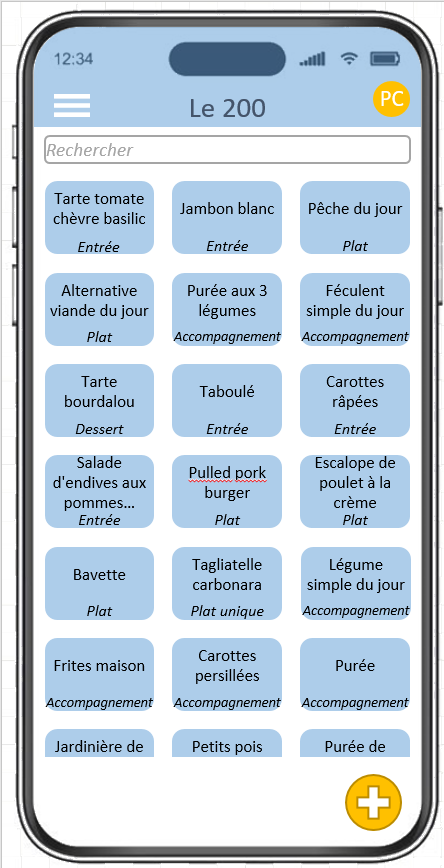 12:34
Le 200
PC
Rechercher
Tarte tomate
chèvre basilic
Entrée
Jambon blanc
Entrée
Pêche du jour
Plat
Alternative
viande du jour
Plat
Purée aux 3
légumes
Accompagnement
Féculent
simple du jour
Accompagnement
Tarte
bourdalou
Dessert
Taboulé
Entrée
Carottes
râpées
Entrée
Salade
d'endives aux
pommes...
Entrée
Pulled pork
burger
Plat
Escalope de
poulet à la
crème
Plat
Bavette
Plat
Tagliatelle
carbonara
Plat unique
Légume
simple du jour
Accompagnement
Frites maison
Accompagnement
Carottes
persillées
Accompagnement
Purée
Accompagnement
Jardinière de
Petits pois
Purée de